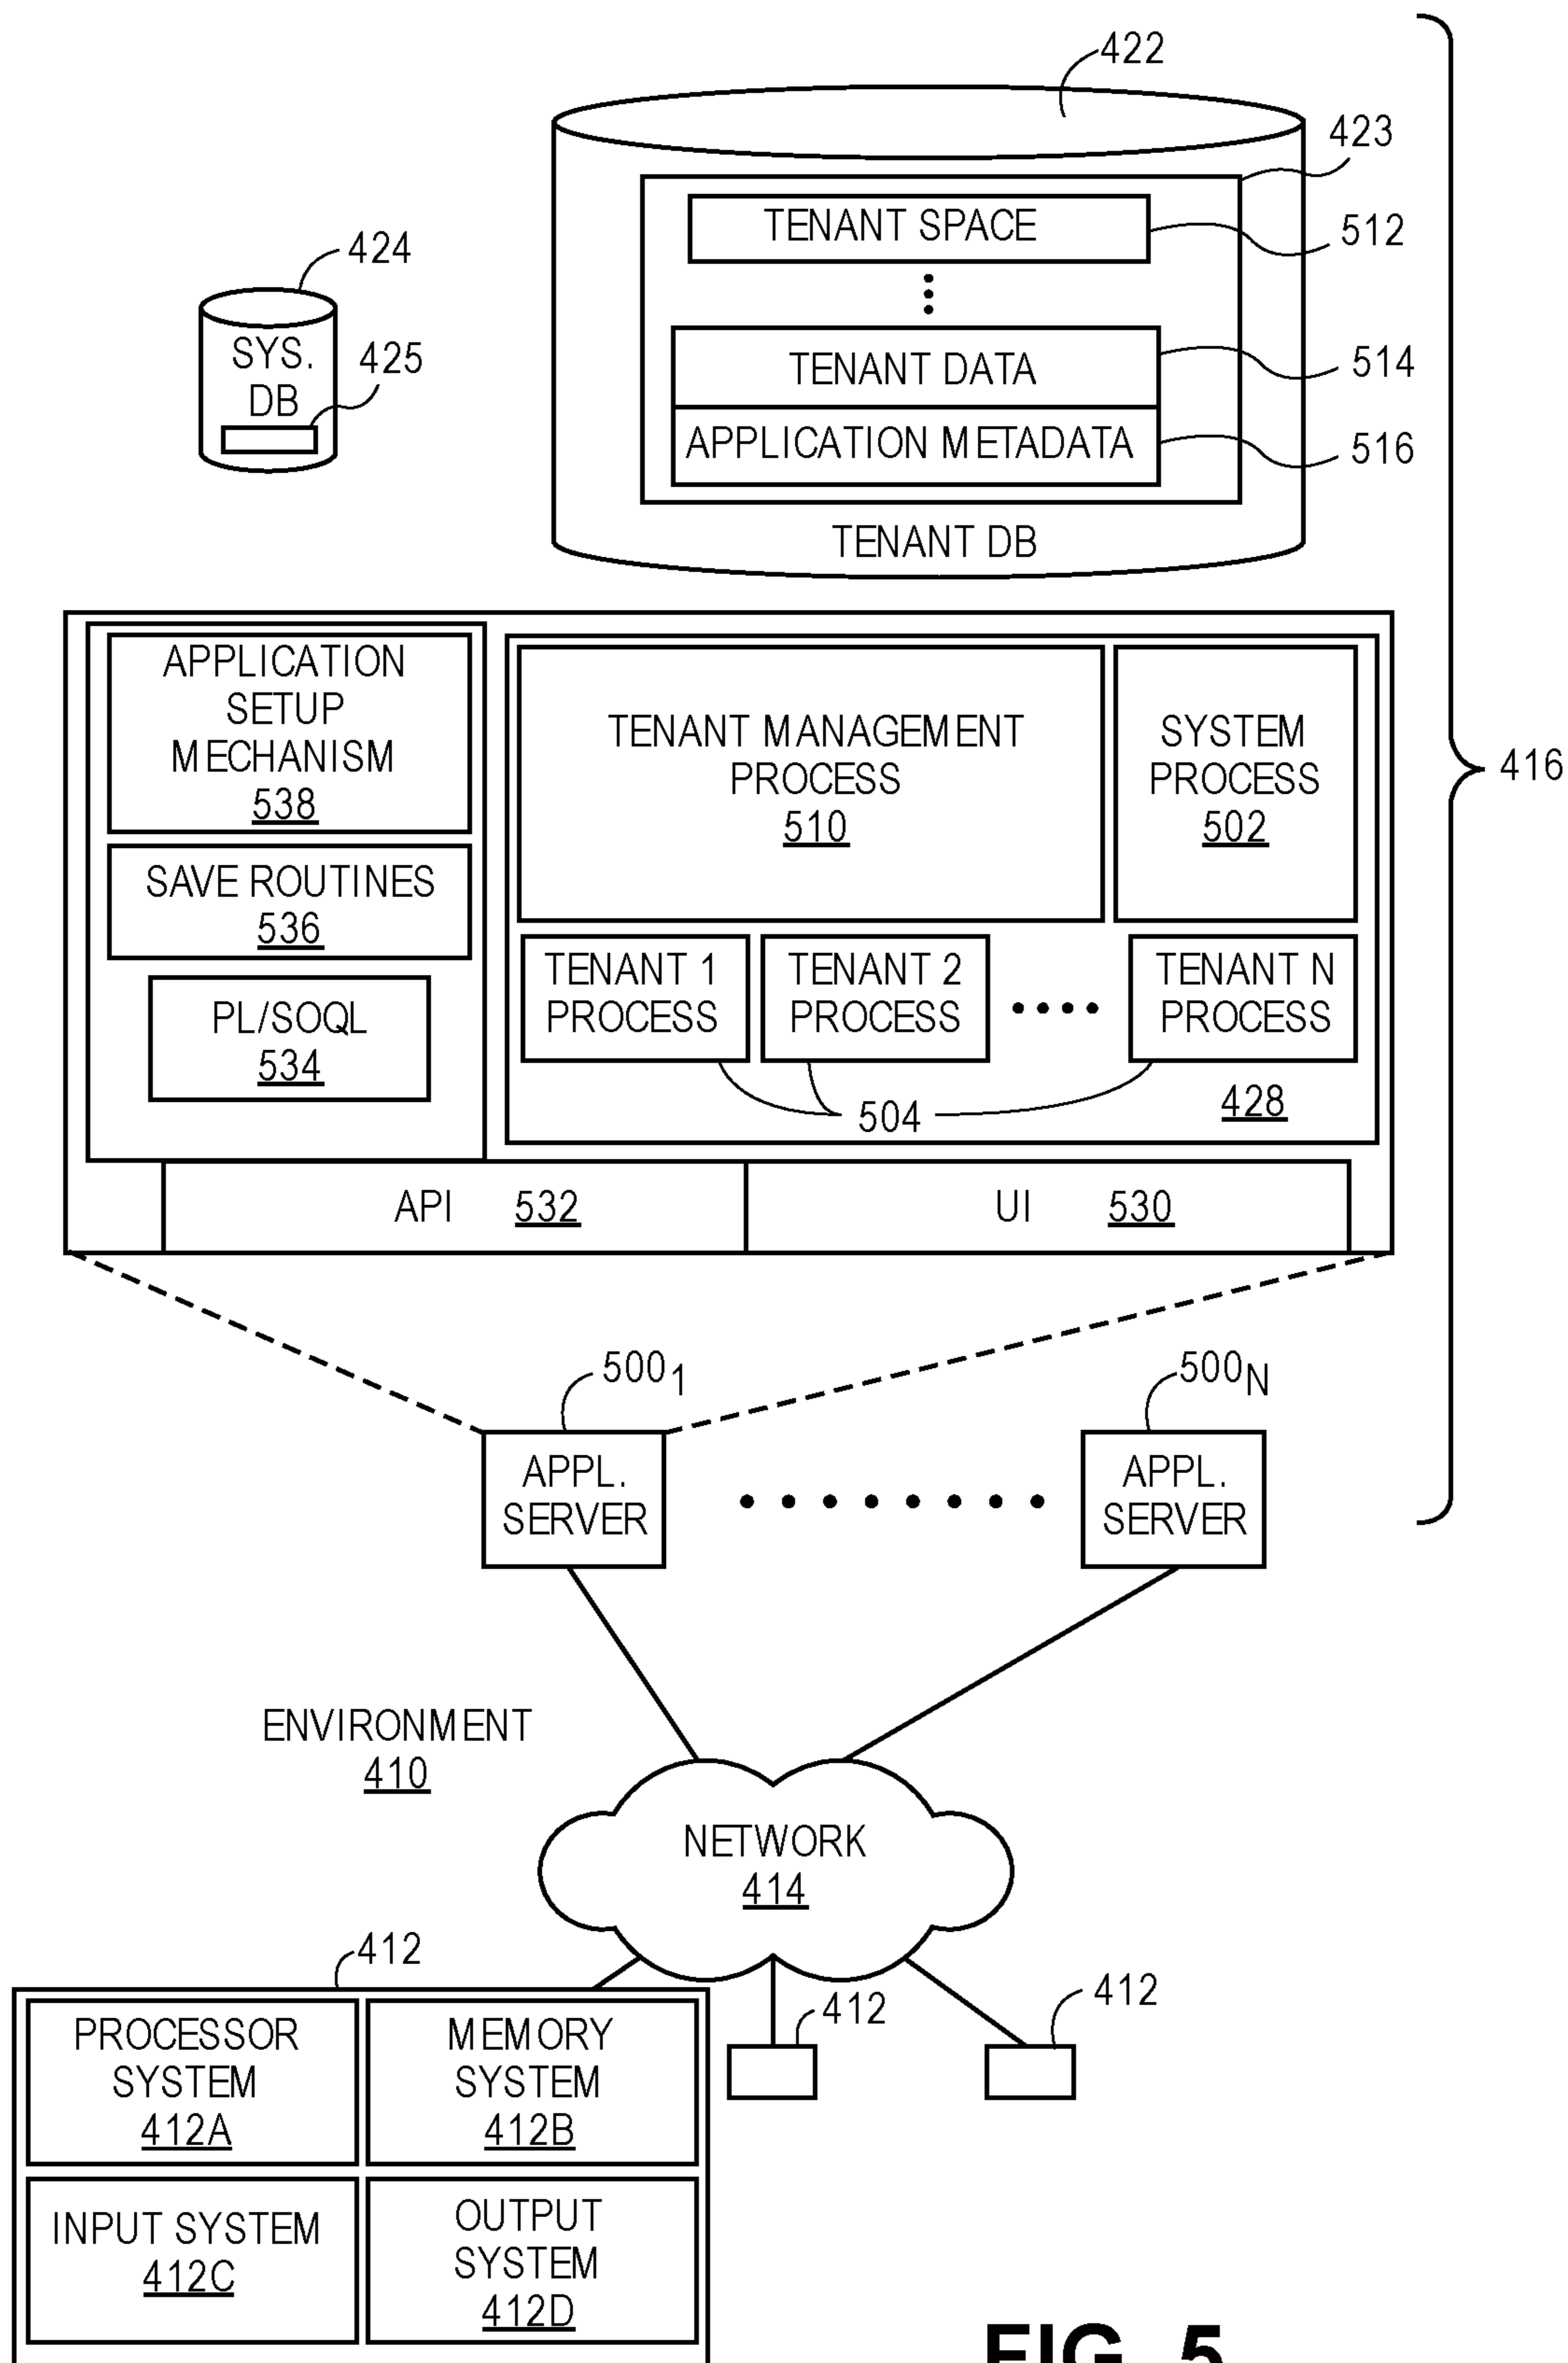 422
423
TENANT SPACE
512
424
SYS.
DB
425
TENANT DATA
514
APPLICATION METADATA
516
TENANT DB
APPLICATION
SETUP
MECHANISM
538
TENANT MANAGEMENT
PROCESS
510
SYSTEM
PROCESS
502
416
SAVE ROUTINES
536
TENANT 1
PROCESS
TENANT 2
PROCESS
TENANT N
PROCESS
PL/SOQL
534
504
428
API 532
UI 530
500₁
500N
APPL.
SERVER
APPL.
SERVER
ENVIRONMENT
410
NETWORK
414
412
412
412
PROCESSOR
SYSTEM
412A
MEMORY
SYSTEM
412B
INPUT SYSTEM
412C
OUTPUT
SYSTEM
412D
FIG. 5